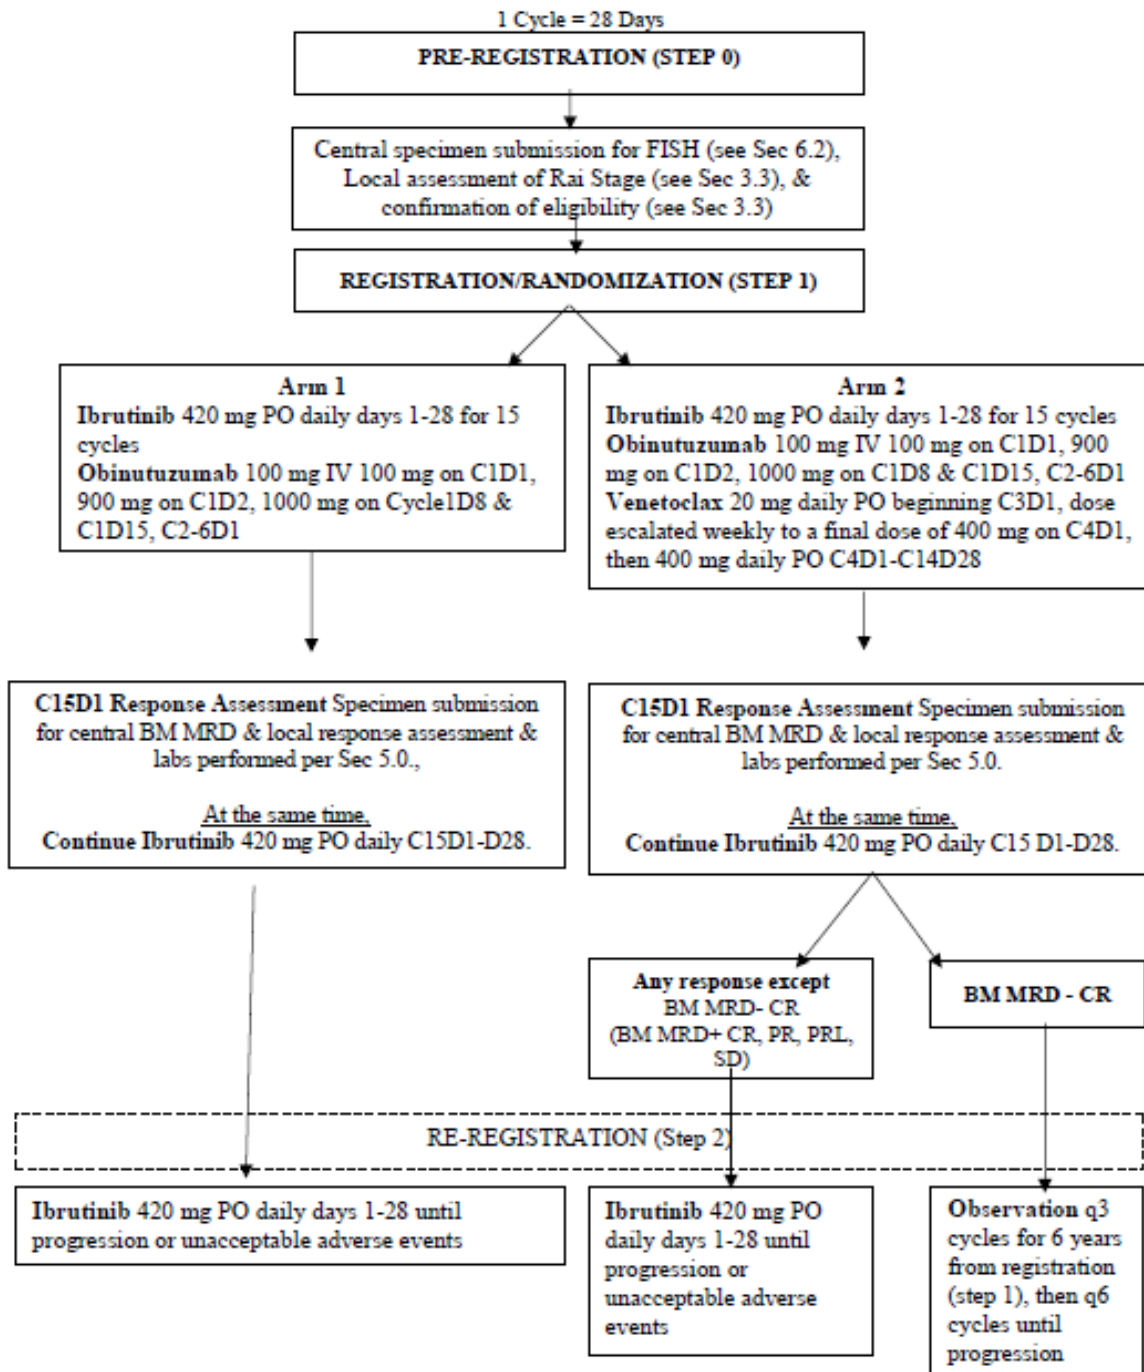 1 Cycle = 28 Days
PRE-REGISTRATION (STEP 0)
Central specimen submission for FISH (see Sec 6.2),
Local assessment of Rai Stage (see Sec 3.3), &
confirmation of eligibility (see Sec 3.3)
REGISTRATION/RANDOMIZATION (STEP 1)
Arm 1
Ibrutinib 420 mg PO daily days 1-28 for 15
cycles
Obinutuzumab 100 mg IV 100 mg on C1D1,
900 mg on C1D2, 1000 mg on Cycle1D8 &
C1D15, C2-6D1
Arm 2
Ibrutinib 420 mg PO daily days 1-28 for 15 cycles
Obinutuzumab 100 mg IV 100 mg on C1D1, 900
mg on C1D2, 1000 mg on C1D8 & C1D15, C2-6D1
Venetoclax 20 mg daily PO beginning C3D1, dose
escalated weekly to a final dose of 400 mg on C4D1,
then 400 mg daily PO C4D1-C14D28
C15D1 Response Assessment Specimen submission
for central BM MRD & local response assessment &
labs performed per Sec 5.0.,
At the same time,
Continue Ibrutinib 420 mg PO daily C15D1-D28.
C15D1 Response Assessment Specimen submission
for central BM MRD & local response assessment &
labs performed per Sec 5.0.
At the same time,
Continue Ibrutinib 420 mg PO daily C15 D1-D28.
Any response except
BM MRD- CR
(BM MRD+ CR, PR, PRL,
SD)
BM MRD - CR
RE-REGISTRATION (Step 2)
Ibrutinib 420 mg PO daily days 1-28 until
progression or unacceptable adverse events
Ibrutinib 420 mg PO
daily days 1-28 until
progression or
unacceptable adverse
events
Observation q3
cycles for 6 years
from registration
(step 1), then q6
cycles until
progression